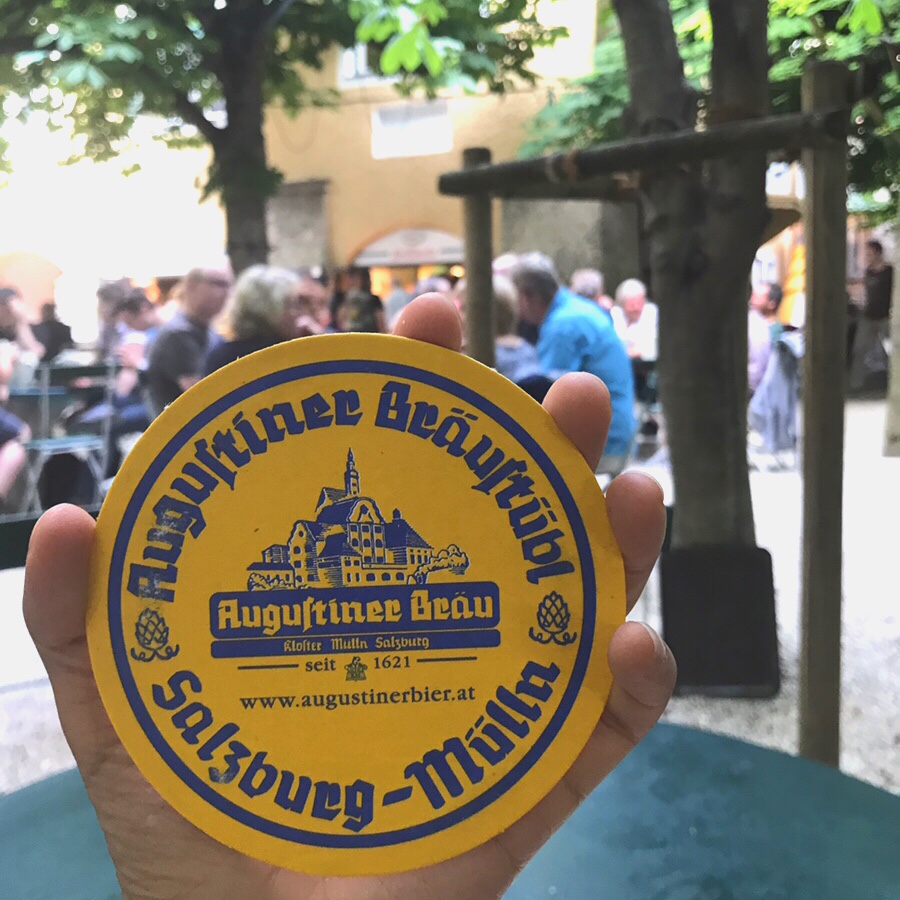 Augustiner Bräustübl
Augustiner Bräu
Kloster Mülln Salzburg
seit 1621
www.augustinerbier.at
Salzburg-Mülln